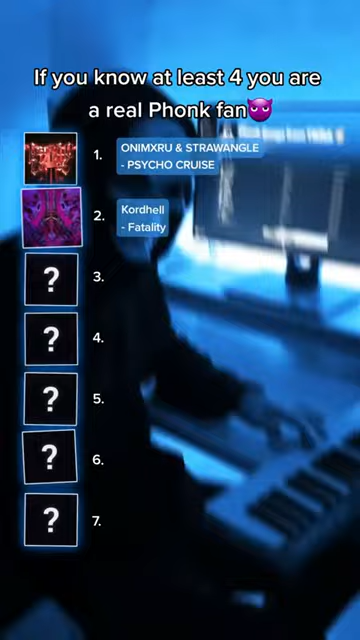 If you know at least 4 you are
a real Phonk fan😈
1. ONIMXRU & STRAWANGLE
- PSYCHO CRUISE
2. Kordhell
- Fatality
? 3.
? 4.
? 5.
? 6.
? 7.